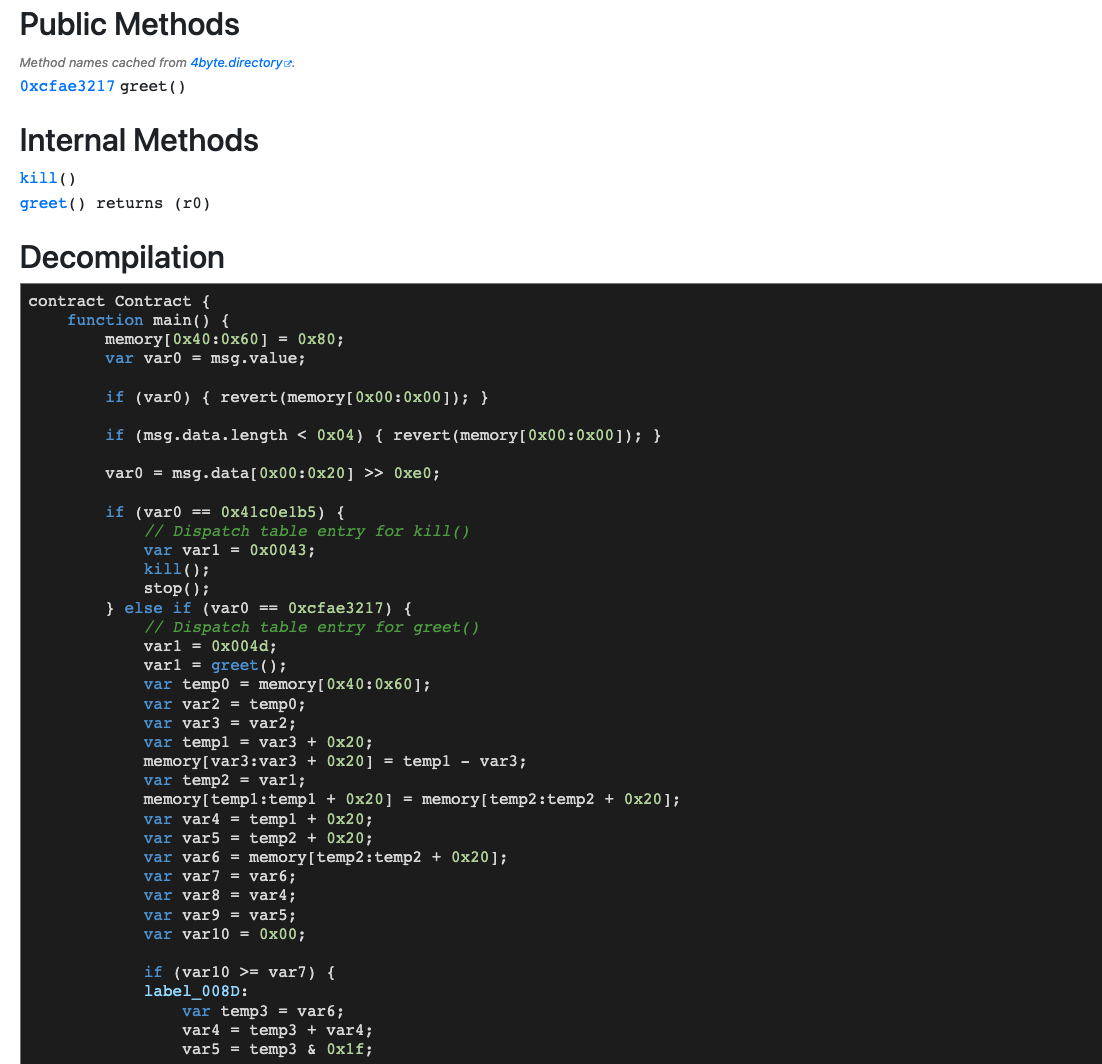 Public Methods
Method names cached from 4byte.directory.
0xcfae3217 greet()
Internal Methods
kill()
greet() returns (r0)
Decompilation
contract Contract {
    function main() {
        memory[0x40:0x60] = 0x80;
        var var0 = msg.value;

        if (var0) { revert(memory[0x00:0x00]); }

        if (msg.data.length < 0x04) { revert(memory[0x00:0x00]); }

        var0 = msg.data[0x00:0x20] >> 0xe0;

        if (var0 == 0x41c0e1b5) {
            // Dispatch table entry for kill()
            var var1 = 0x0043;
            kill();
            stop();
        } else if (var0 == 0xcfae3217) {
            // Dispatch table entry for greet()
            var1 = 0x004d;
            var1 = greet();
            var temp0 = memory[0x40:0x60];
            var var2 = temp0;
            var var3 = var2;
            var temp1 = var3 + 0x20;
            memory[var3:var3 + 0x20] = temp1 - var3;
            var temp2 = var1;
            memory[temp1:temp1 + 0x20] = memory[temp2:temp2 + 0x20];
            var var4 = temp1 + 0x20;
            var var5 = temp2 + 0x20;
            var var6 = memory[temp2:temp2 + 0x20];
            var var7 = var6;
            var var8 = var4;
            var var9 = var5;
            var var10 = 0x00;

            if (var10 >= var7) {
            label_008D:
                var temp3 = var6;
                var4 = temp3 + var4;
                var5 = temp3 & 0x1f;